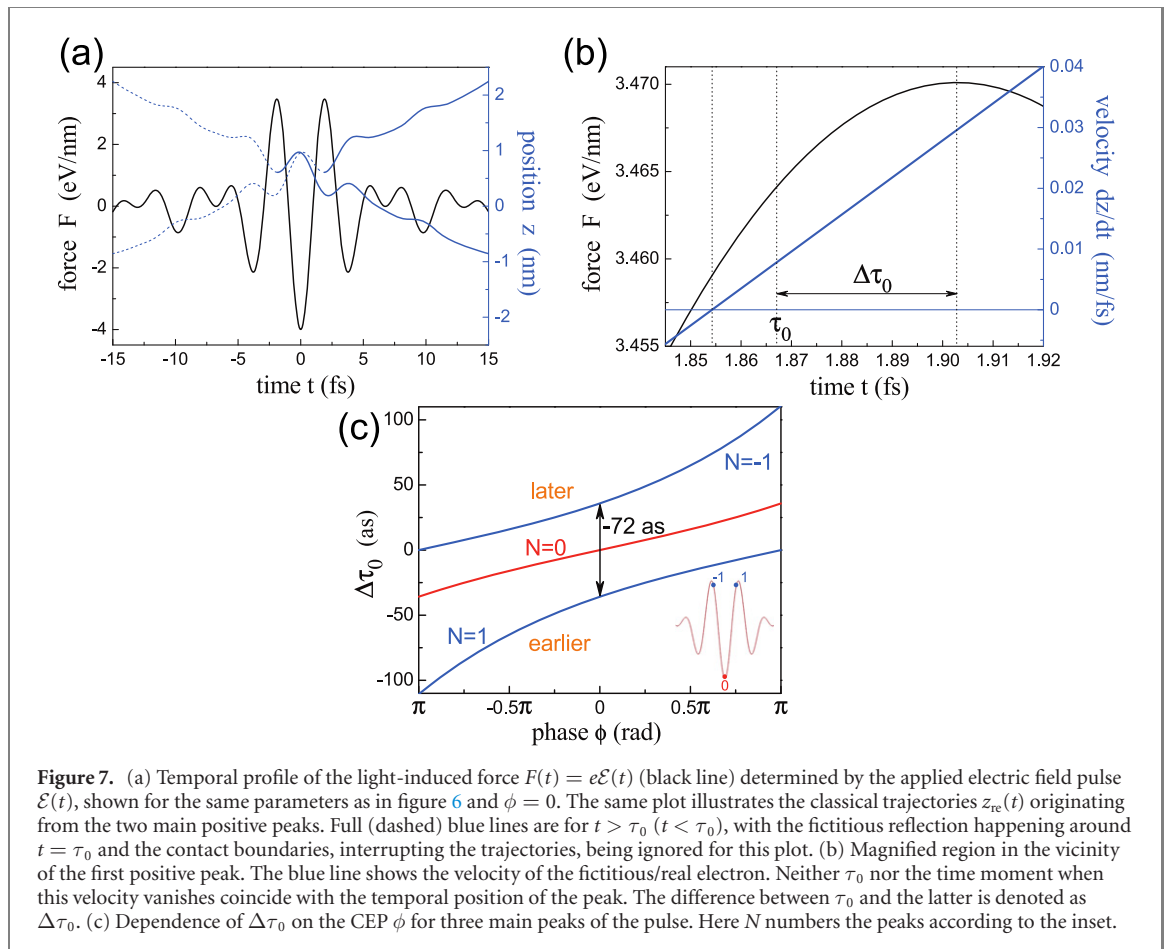 (a)
4
2
0
-2
-4
force F (eV/nm)
2
1
0
-1
-2
position z (nm)
-15 -10 -5 0 5 10 15
time t (fs)
(b)
3.470
3.465
3.460
3.455
force F (eV/nm)
0.04
0.03
0.02
0.01
0
velocity dz/dt (nm/fs)
Δτ₀
τ₀
1.85 1.86 1.87 1.88 1.89 1.90 1.91 1.92
time t (fs)
(c)
100
50
0
-50
-100
Δτ₀ (as)
N=-1
later
-72 as
N=0
N=1
earlier
-1 1
0
π -0.5π 0 0.5π π
phase ϕ (rad)
Figure 7. (a) Temporal profile of the light-induced force F(t) = eℰ(t) (black line) determined by the applied electric field pulse
ℰ(t), shown for the same parameters as in figure 6 and ϕ = 0. The same plot illustrates the classical trajectories z_re(t) originating
from the two main positive peaks. Full (dashed) blue lines are for t > τ₀ (t < τ₀), with the fictitious reflection happening around
t = τ₀ and the contact boundaries, interrupting the trajectories, being ignored for this plot. (b) Magnified region in the vicinity
of the first positive peak. The blue line shows the velocity of the fictitious/real electron. Neither τ₀ nor the time moment when
this velocity vanishes coincide with the temporal position of the peak. The difference between τ₀ and the latter is denoted as
Δτ₀. (c) Dependence of Δτ₀ on the CEP ϕ for three main peaks of the pulse. Here N numbers the peaks according to the inset.